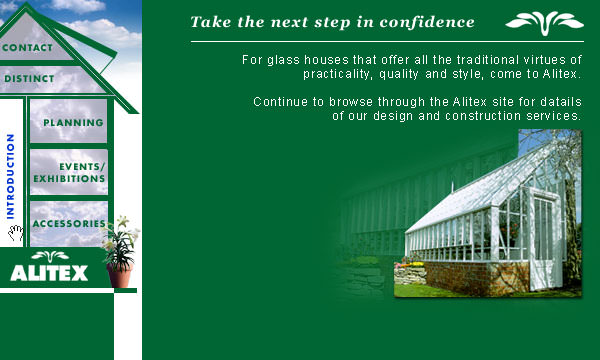 Take the next step in confidence
For glass houses that offer all the traditional virtues of
practicality, quality and style, come to Alitex.
Continue to browse through the Alitex site for datails
of our design and construction services.
CONTACT
DISTINCT
PLANNING
INTRODUCTION
EVENTS/
EXHIBITIONS
ACCESSORIES
ALITEX